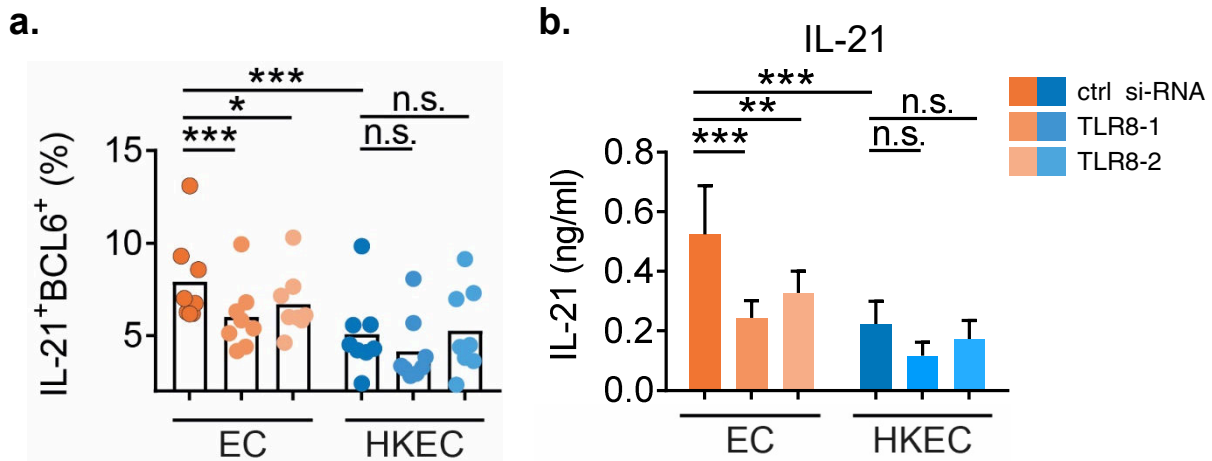 a.
***
*
n.s.
***
n.s.
15
10
5
IL-21⁺BCL6⁺ (%)
EC
HKEC
b.
IL-21
***
**
n.s.
***
n.s.
0.8
0.6
0.4
0.2
0.0
IL-21 (ng/ml)
EC
HKEC
ctrl si-RNA
TLR8-1
TLR8-2